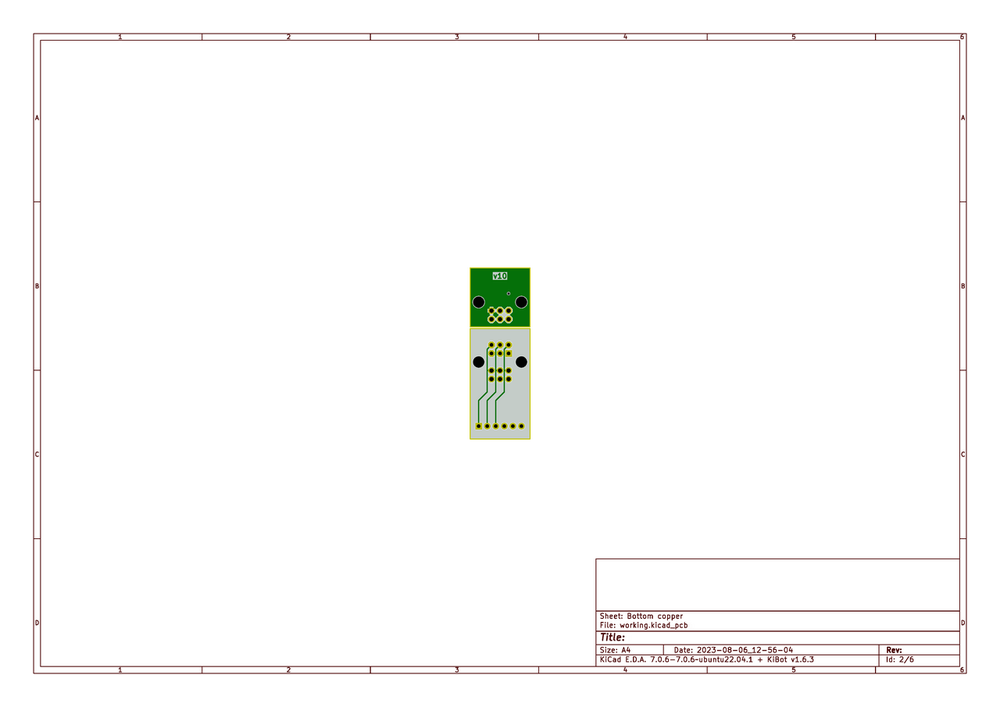 1 2 3 4 5 6
A A
v10
B B
C C
Sheet: Bottom copper
File: working.kicad_pcb
D D
Title:
Size: A4 Date: 2023-08-06_12-56-04 Rev:
KiCad E.D.A. 7.0.6-7.0.6-ubuntu22.04.1 + KiBot v1.6.3 Id: 2/6
1 2 3 4 5 6